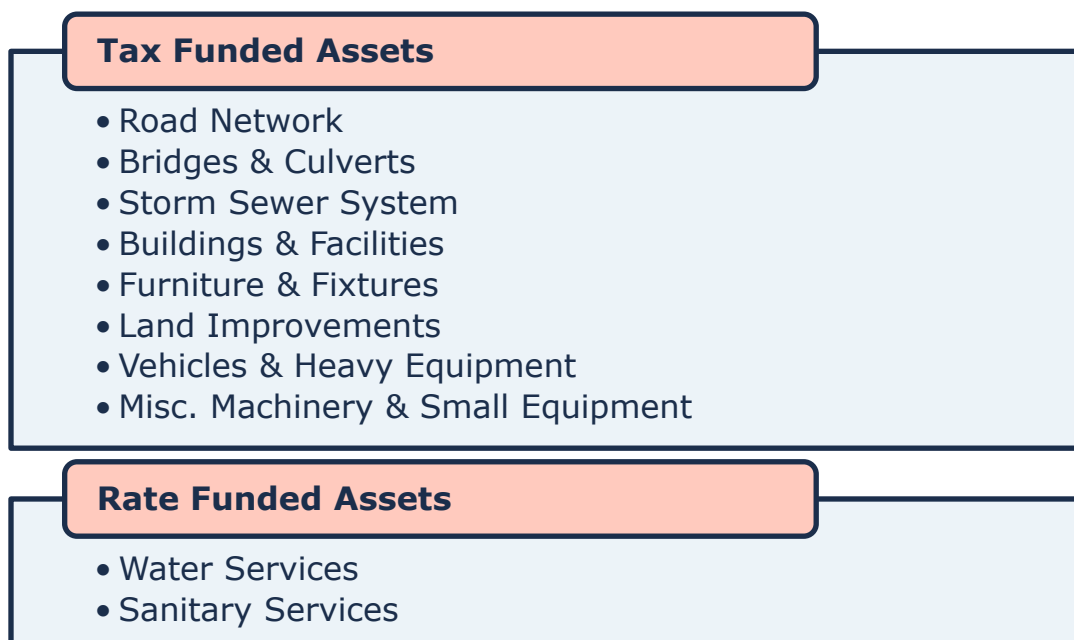 Tax Funded Assets
• Road Network
• Bridges & Culverts
• Storm Sewer System
• Buildings & Facilities
• Furniture & Fixtures
• Land Improvements
• Vehicles & Heavy Equipment
• Misc. Machinery & Small Equipment
Rate Funded Assets
• Water Services
• Sanitary Services